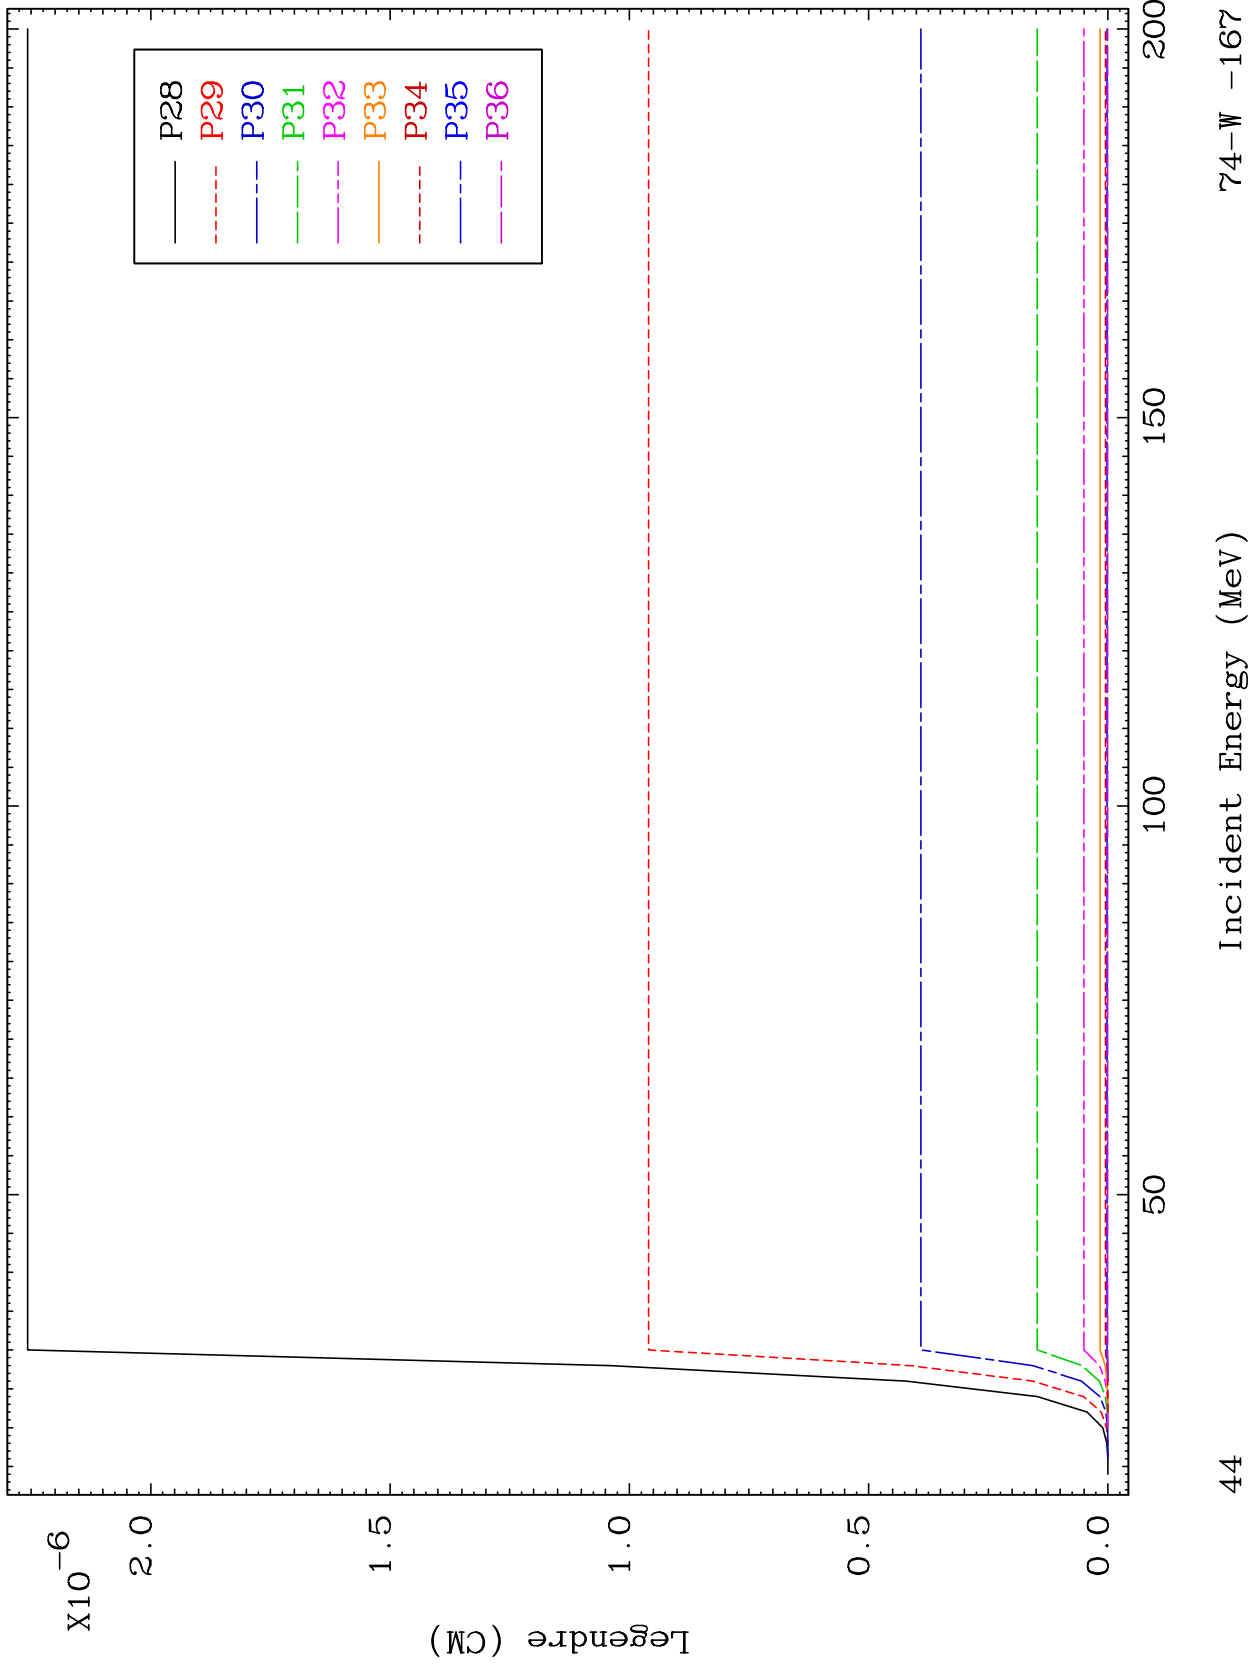 X10-6
2.0
1.5
1.0
0.5
0.0
Legendre (CM)
P28
P29
P30
P31
P32
P33
P34
P35
P36
50
100
150
200
Incident Energy (MeV)
44
74-W -167